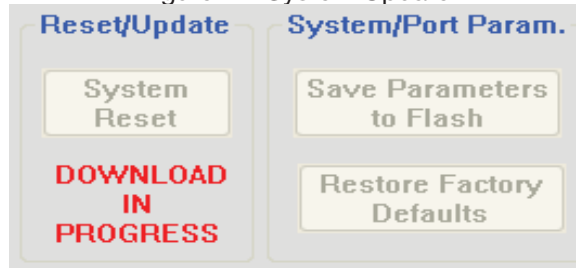 Reset/Update
System
Reset
DOWNLOAD
IN
PROGRESS
System/Port Param.
Save Parameters
to Flash
Restore Factory
Defaults